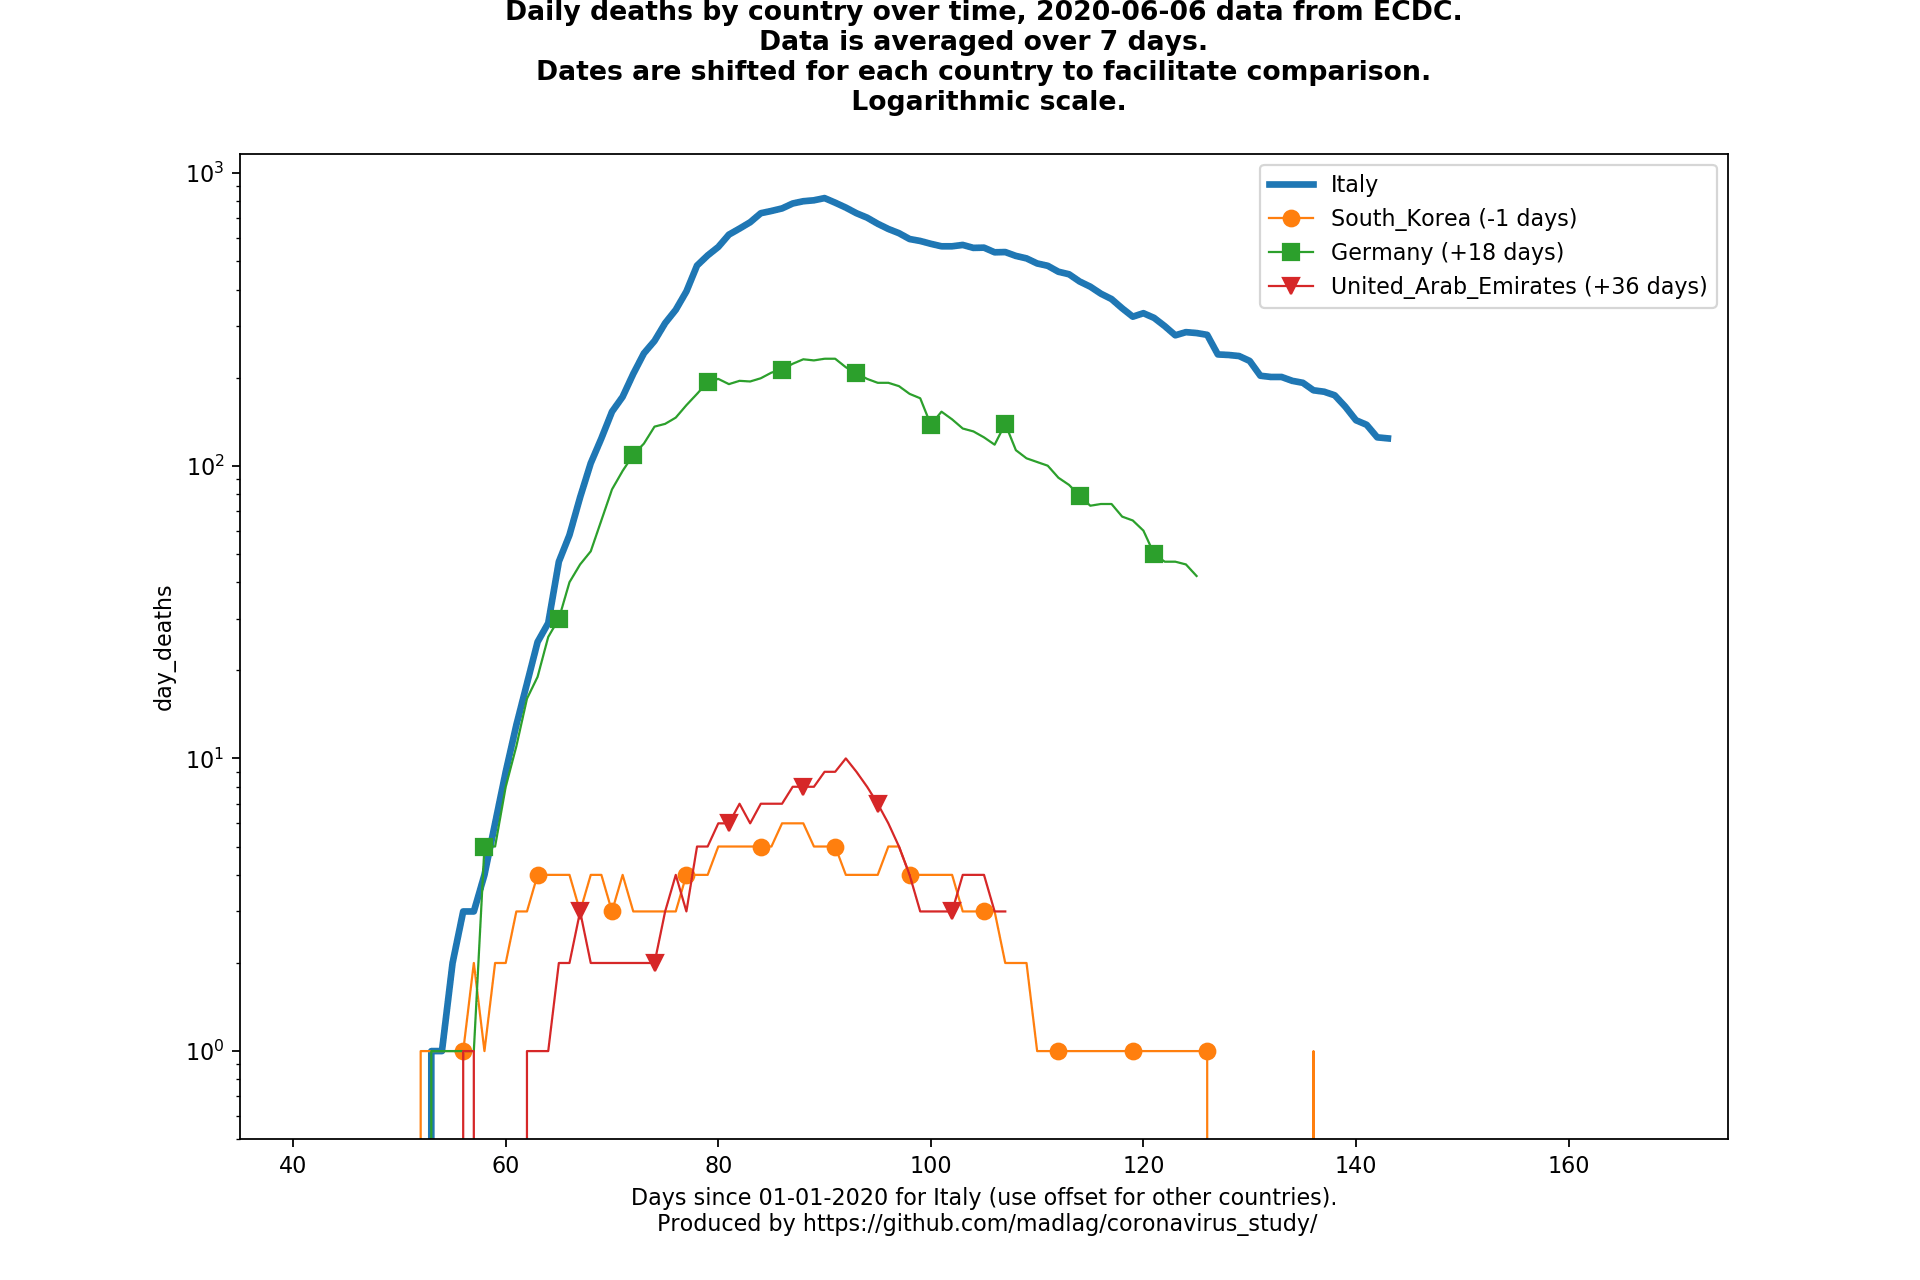 Daily deaths by country over time, 2020-06-06 data from ECDC.
Data is averaged over 7 days.
Dates are shifted for each country to facilitate comparison.
Logarithmic scale.
10³
10²
10¹
10⁰
day_deaths
Italy
South_Korea (-1 days)
Germany (+18 days)
United_Arab_Emirates (+36 days)
40 60 80 100 120 140 160
Days since 01-01-2020 for Italy (use offset for other countries).
Produced by https://github.com/madlag/coronavirus_study/